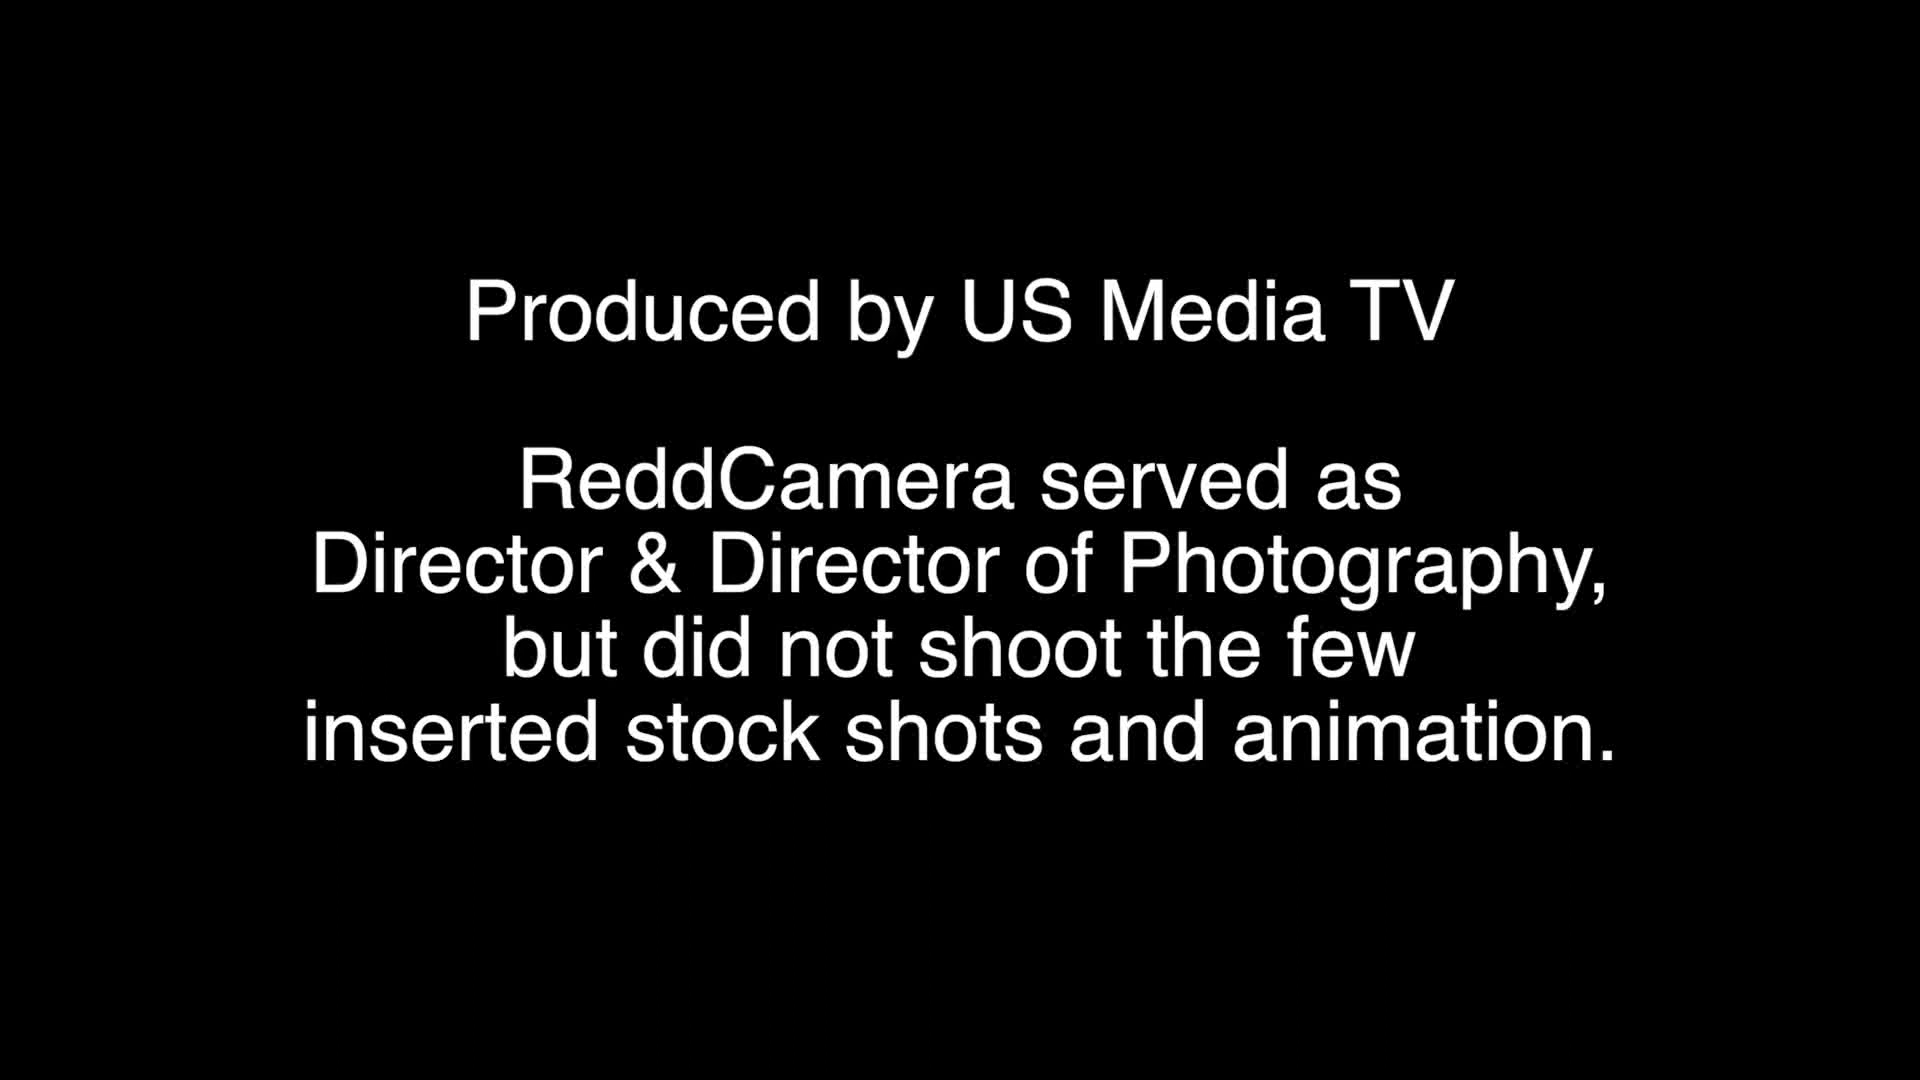 Produced by US Media TV
ReddCamera served as
Director & Director of Photography,
but did not shoot the few
inserted stock shots and animation.